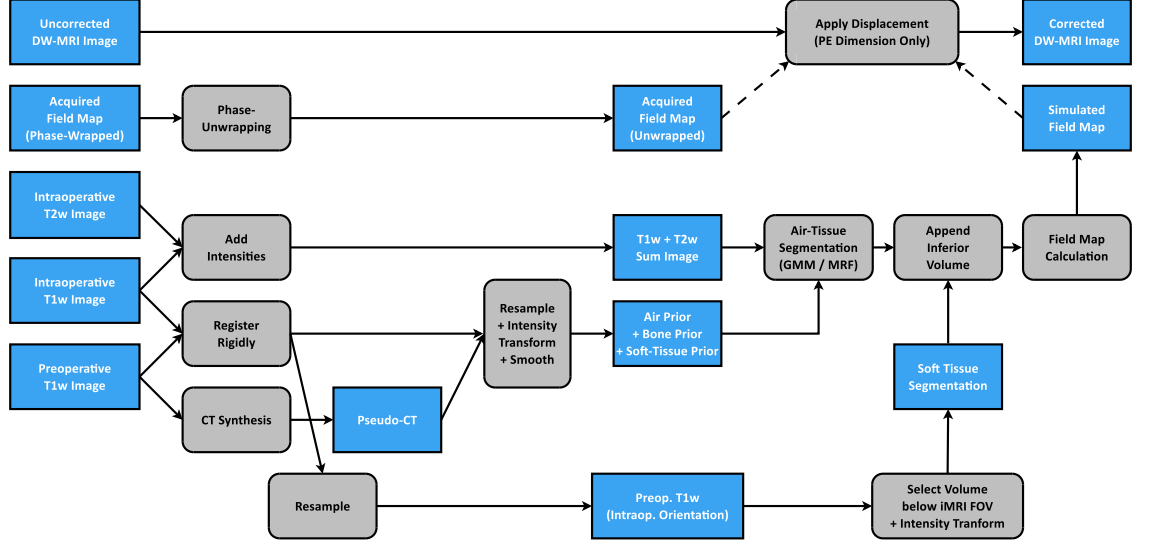 Uncorrected
DW-MRI Image
Apply Displacement
(PE Dimension Only)
Corrected
DW-MRI Image
Acquired
Field Map
(Phase-Wrapped)
Phase-
Unwrapping
Acquired
Field Map
(Unwrapped)
Simulated
Field Map
Intraoperative
T2w Image
Add
Intensities
T1w + T2w
Sum Image
Air-Tissue
Segmentation
(GMM / MRF)
Append
Inferior
Volume
Field Map
Calculation
Intraoperative
T1w Image
Register
Rigidly
Resample
+ Intensity
Transform
+ Smooth
Air Prior
+ Bone Prior
+ Soft-Tissue Prior
Preoperative
T1w Image
CT Synthesis
Pseudo-CT
Soft Tissue
Segmentation
Resample
Preop. T1w
(Intraop. Orientation)
Select Volume
below iMRI FOV
+ Intensity Tranform